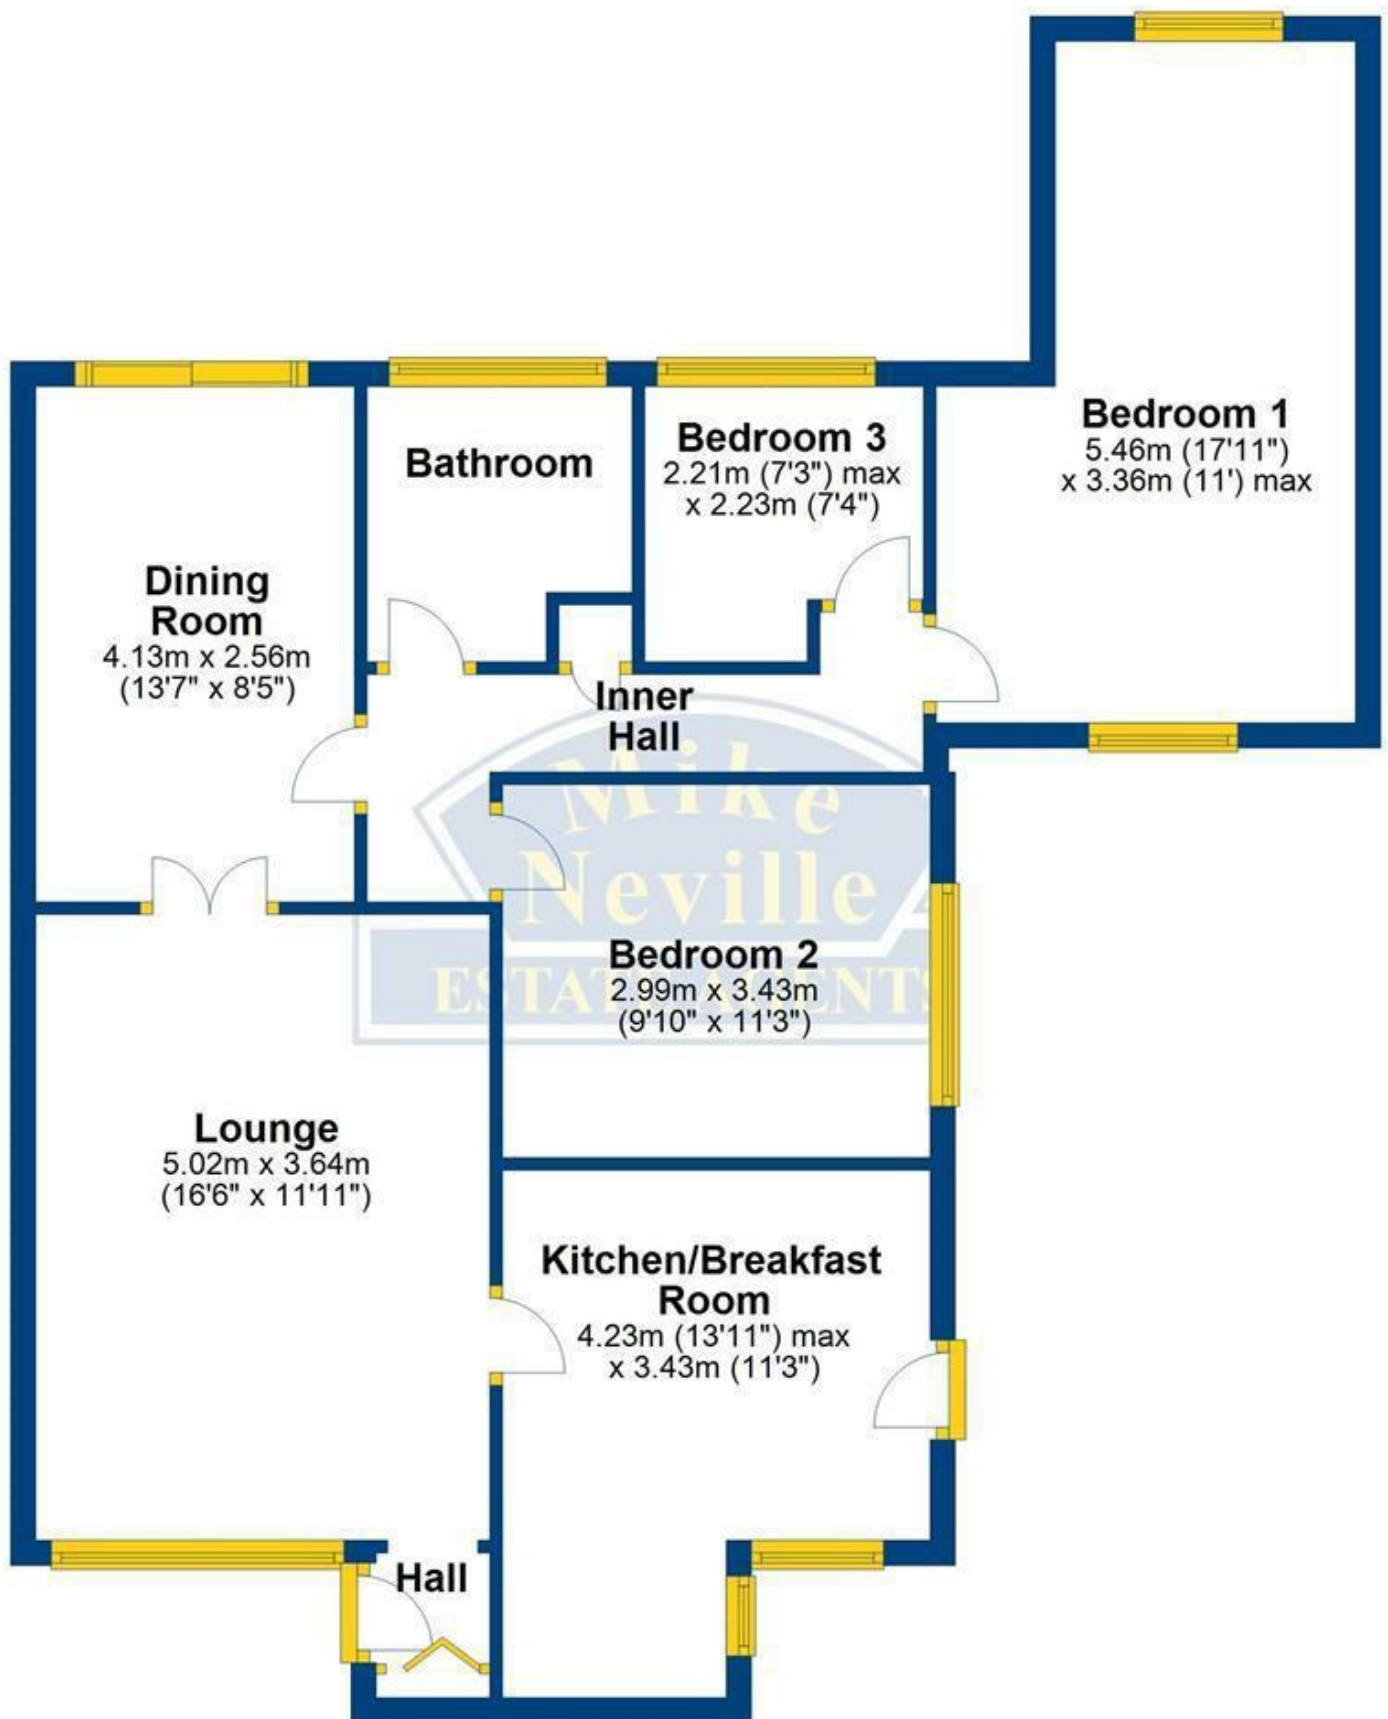 Bedroom 1
5.46m (17'11")
x 3.36m (11') max
Bathroom
Bedroom 3
2.21m (7'3") max
x 2.23m (7'4")
Dining
Room
4.13m x 2.56m
(13'7" x 8'5")
Inner
Hall
Mike
Neville
ESTATE AGENTS
Bedroom 2
2.99m x 3.43m
(9'10" x 11'3")
Lounge
5.02m x 3.64m
(16'6" x 11'11")
Kitchen/Breakfast
Room
4.23m (13'11") max
x 3.43m (11'3")
Hall